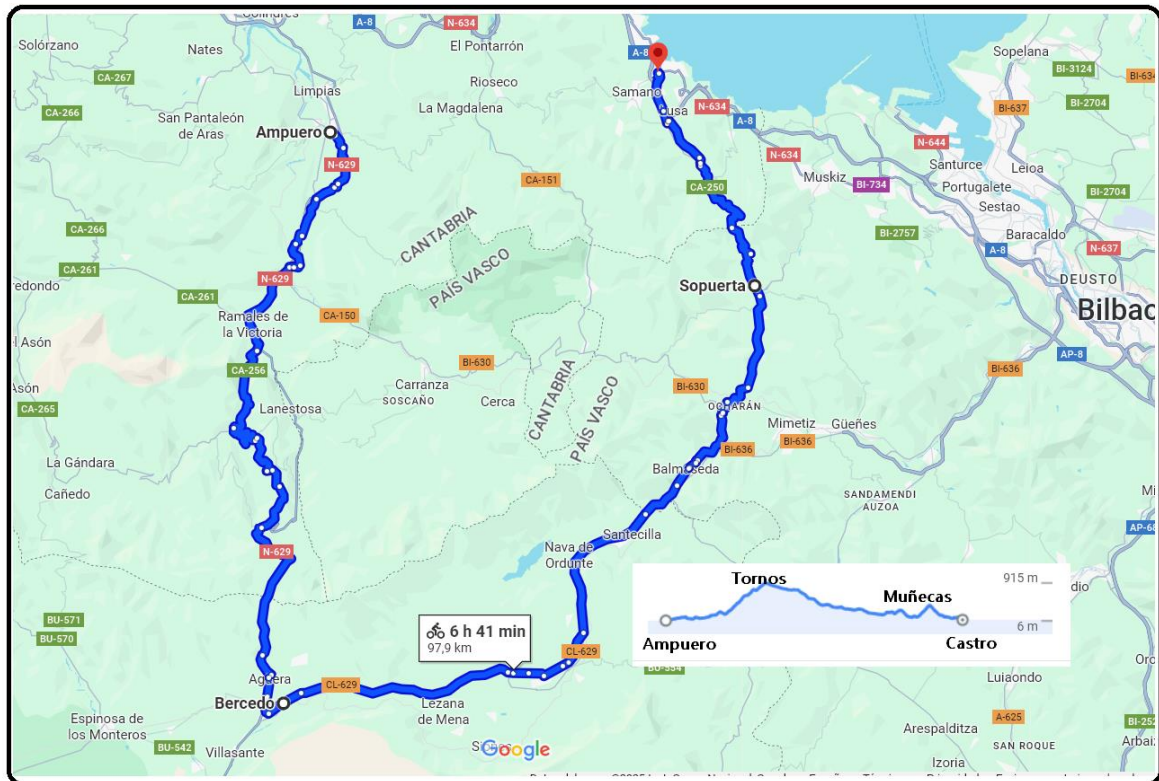 Colindres
A-8
N-634
Solórzano
Nates
El Pontarrón
A-8
Sopelana
CA-267
Rioseco
BI-3124
BI-634
Limpias
Samano
CA-266
San Pantaleón
de Aras
La Magdalena
N-634
A-8
BI-637
BI-2704
Ampuero
N-629
N-634
N-644
CA-151
Santurce
Leioa
CA-250
Muskiz
BI-734
Portugalete
BI-2704
Sestao
CA-266
CANTABRIA
BI-2757
Baracaldo
A-8
N-637
CA-261
PAÍS VASCO
N-629
CA-261
Sopuerta
DEUSTO
Bilbao
Ramales de
la Victoria
CA-150
AP-8
CA-256
BI-630
BI-636
Asón
Carranza
SOSCAÑO
CANTABRIA
PAÍS VASCO
BI-630
CA-265
Lanestosa
Cerca
OCHARÁN
Mimetiz
Güeñes
BI-636
BI-636
La Gándara
Balmaseda
Cañedo
SANDAMENDI
AUZOA
AP-68
Santecilla
N-629
Nava de
Ordunte
Tornos
915 m
Muñecas
BU-571
6 h 41 min
6 m
BU-570
97,9 km
Ampuero
Castro
CL-629
BU-554
Agüera
CL-629
Luiaondo
Bercedo
Lezana
de Mena
Espinosa de
los Monteros
A-625
Arespalditza
BU-542
Villasante
Google
SAN ROQUE
Izoria